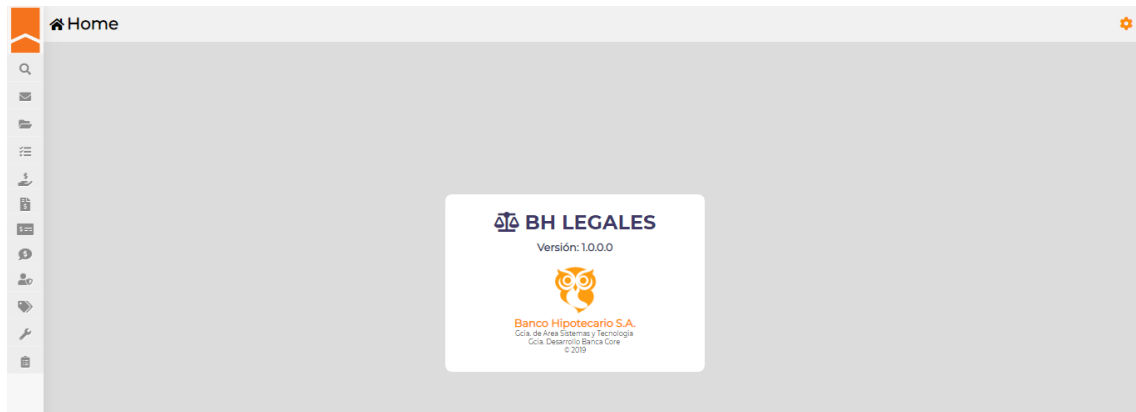 Home
BH LEGALES
Versión: 1.0.0.0
Banco Hipotecario S.A.
Gcia. de Area Sistemas y Tecnología
Gcia. Desarrollo Banca Core
© 2019